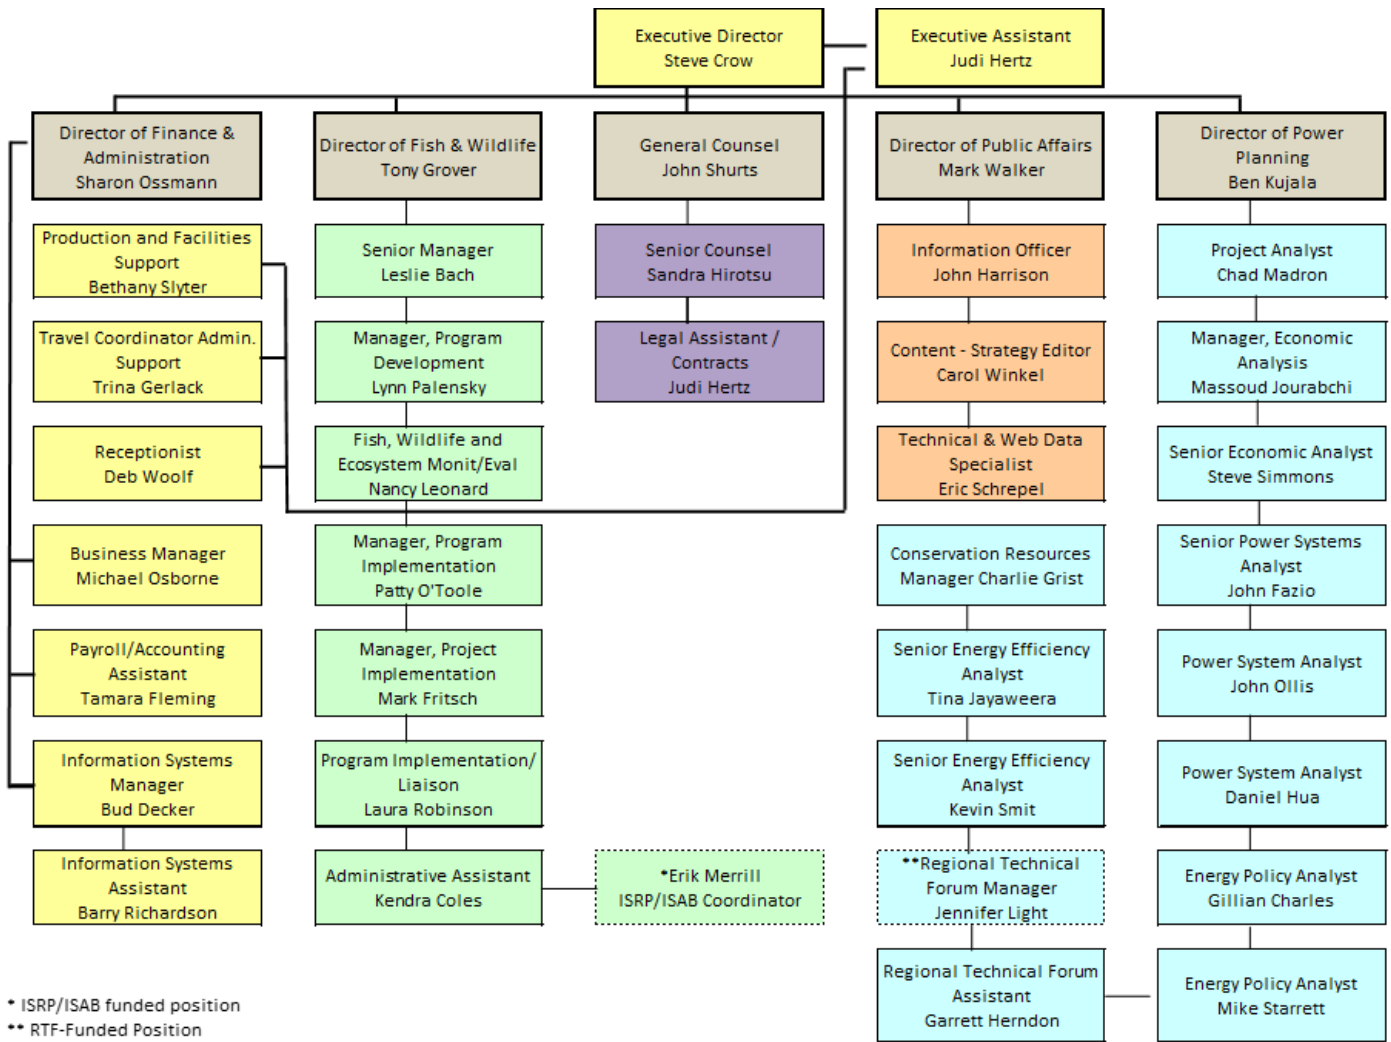 Executive Director
Steve Crow
Executive Assistant
Judi Hertz
Director of Finance &
Administration
Sharon Ossmann
Director of Fish & Wildlife
Tony Grover
General Counsel
John Shurts
Director of Public Affairs
Mark Walker
Director of Power
Planning
Ben Kujala
Production and Facilities
Support
Bethany Slyter
Senior Manager
Leslie Bach
Senior Counsel
Sandra Hirotsu
Information Officer
John Harrison
Project Analyst
Chad Madron
Travel Coordinator Admin.
Support
Trina Gerlack
Manager, Program
Development
Lynn Palensky
Legal Assistant /
Contracts
Judi Hertz
Content - Strategy Editor
Carol Winkel
Manager, Economic
Analysis
Massoud Jourabchi
Receptionist
Deb Woolf
Fish, Wildlife and
Ecosystem Monit/Eval
Nancy Leonard
Technical & Web Data
Specialist
Eric Schrepel
Senior Economic Analyst
Steve Simmons
Business Manager
Michael Osborne
Manager, Program
Implementation
Patty O'Toole
Conservation Resources
Manager Charlie Grist
Senior Power Systems
Analyst
John Fazio
Payroll/Accounting
Assistant
Tamara Fleming
Manager, Project
Implementation
Mark Fritsch
Senior Energy Efficiency
Analyst
Tina Jayaweera
Power System Analyst
John Ollis
Information Systems
Manager
Bud Decker
Program Implementation/
Liaison
Laura Robinson
Senior Energy Efficiency
Analyst
Kevin Smit
Power System Analyst
Daniel Hua
Information Systems
Assistant
Barry Richardson
Administrative Assistant
Kendra Coles
*Erik Merrill
ISRP/ISAB Coordinator
**Regional Technical
Forum Manager
Jennifer Light
Energy Policy Analyst
Gillian Charles
Regional Technical Forum
Assistant
Garrett Herndon
Energy Policy Analyst
Mike Starrett
* ISRP/ISAB funded position
** RTF-Funded Position